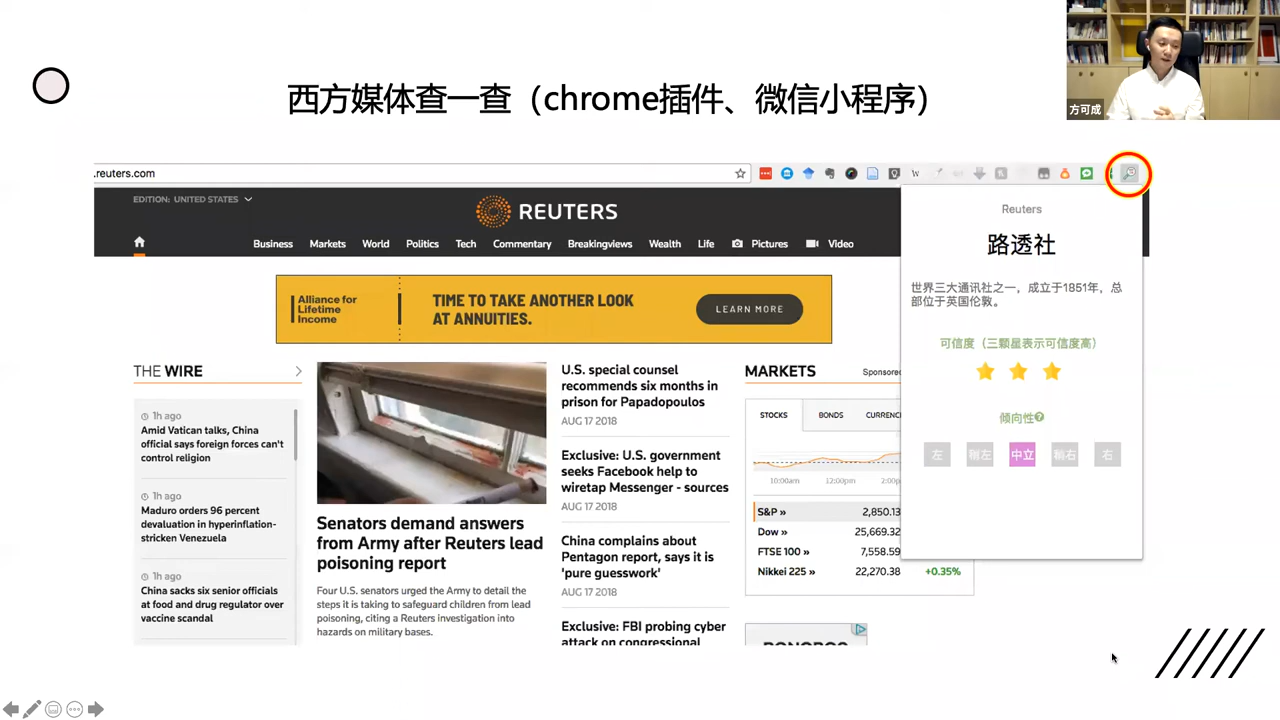 西方媒体查一查（chrome插件、微信小程序）
方可成
.reuters.com
EDITION: UNITED STATES
REUTERS
Business Markets World Politics Tech Commentary Breakingviews Wealth Life Pictures Video
Alliance for
Lifetime
Income
TIME TO TAKE ANOTHER LOOK
AT ANNUITIES.
LEARN MORE
THE WIRE
1h ago
Amid Vatican talks, China
official says foreign forces can't
control religion
1h ago
Maduro orders 96 percent
devaluation in hyperinflation-
stricken Venezuela
1h ago
China sacks six senior officials
at food and drug regulator over
vaccine scandal
Senators demand answers
from Army after Reuters lead
poisoning report
Four U.S. senators urged the Army to detail the
steps it is taking to safeguard children from lead
poisoning, citing a Reuters investigation into
hazards on military bases.
U.S. special counsel
recommends six months in
prison for Papadopoulos
AUG 17 2018
Exclusive: U.S. government
seeks Facebook help to
wiretap Messenger - sources
AUG 17 2018
China complains about
Pentagon report, says it is
'pure guesswork'
AUG 17 2018
Exclusive: FBI probing cyber
attack on congressional
MARKETS
Sponsored
STOCKS BONDS CURRENC
10:00am 12:00pm 2:00p
S&P » 2,850.13
Dow » 25,669.32
FTSE 100 » 7,558.59
Nikkei 225 » 22,270.38 +0.35%
Reuters
路透社
世界三大通讯社之一，成立于1851年，总
部位于英国伦敦。
可信度（三颗星表示可信度高）
倾向性?
左 稍左 中立 稍右 右